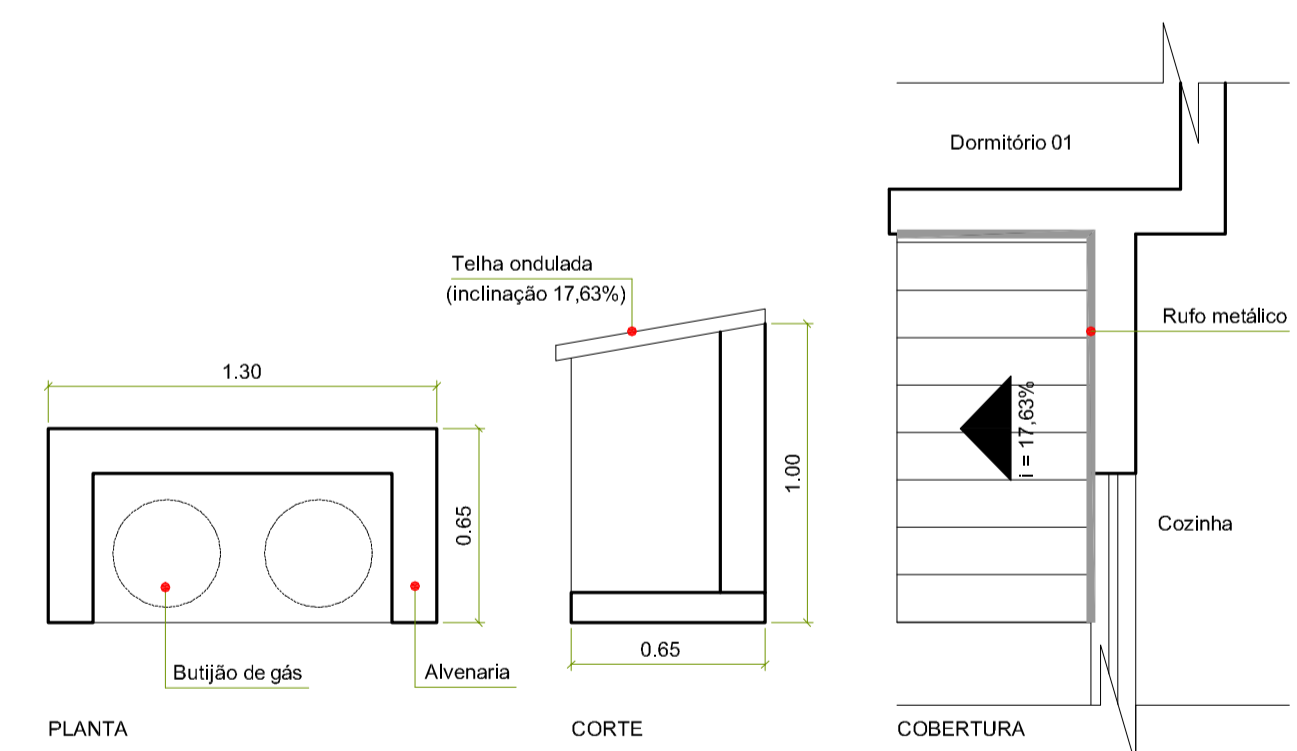 1.30
0.65
Butijão de gás
Alvenaria
PLANTA
Telha ondulada
(inclinação 17,63%)
1.00
0.65
CORTE
Dormitório 01
Rufo metálico
i = 17,63%
Cozinha
COBERTURA